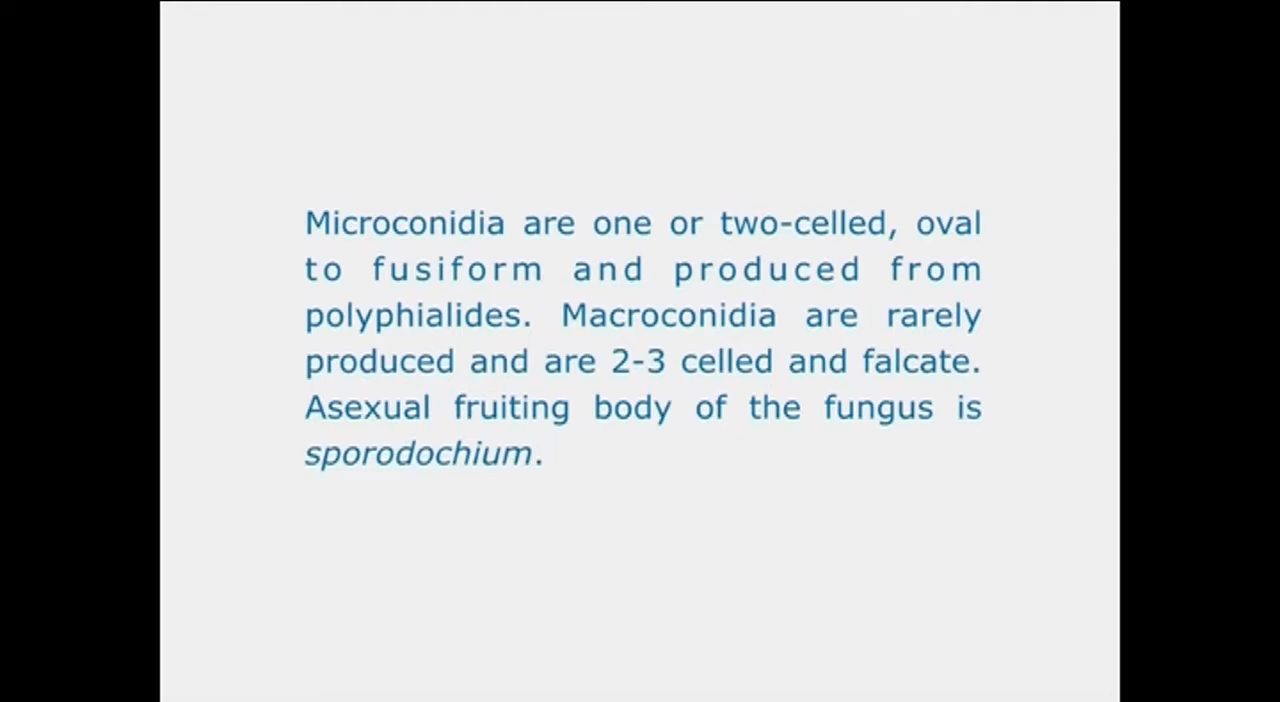 Microconidia are one or two-celled, oval
to fusiform and produced from
polyphialides. Macroconidia are rarely
produced and are 2-3 celled and falcate.
Asexual fruiting body of the fungus is
sporodochium.